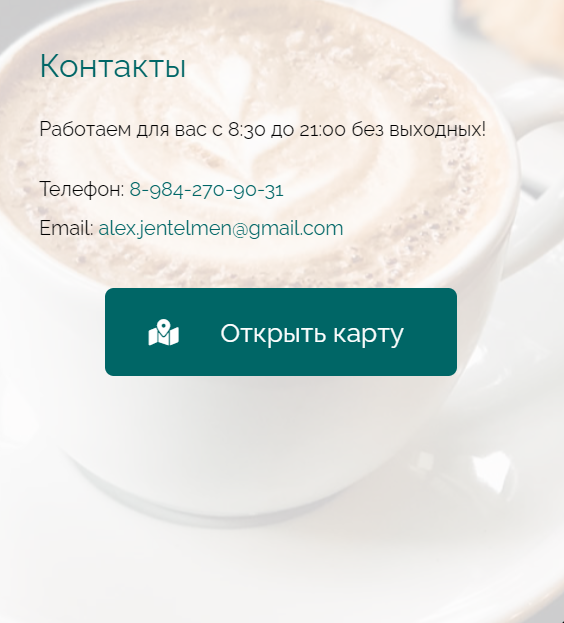 Контакты
Работаем для вас с 8:30 до 21:00 без выходных!
Телефон: 8-984-270-90-31
Email: alex.jentelmen@gmail.com
Открыть карту